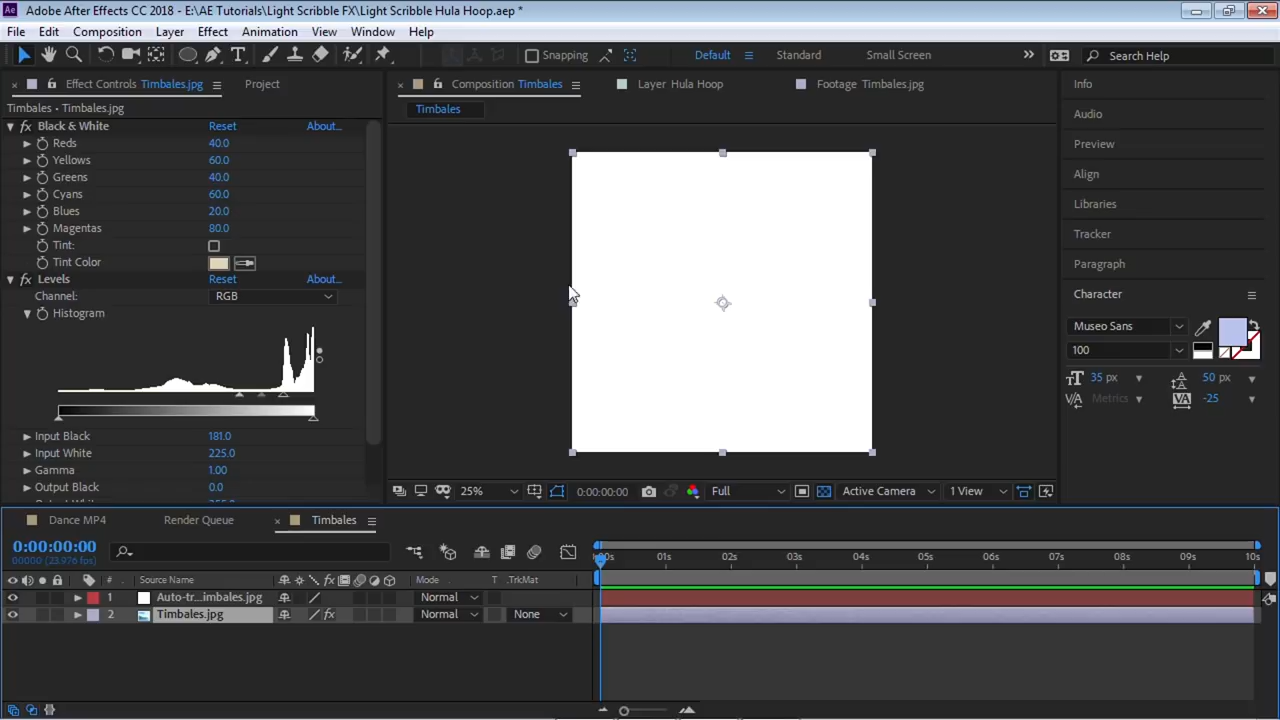 Adobe After Effects CC 2018 - E:\AE Tutorials\Light Scribble FX\Light Scribble Hula Hoop.aep *
File Edit Composition Layer Effect Animation View Window Help
Snapping Default Standard Small Screen Search Help
Effect Controls Timbales.jpg Project Composition Timbales Layer Hula Hoop Footage Timbales.jpg Info
Timbales • Timbales.jpg Timbales
Audio
Black & White Reset About...
Reds 40.0 Preview
Yellows 60.0
Greens 40.0 Align
Cyans 60.0 Libraries
Blues 20.0
Magentas 80.0 Tracker
Tint:
Tint Color Paragraph
Levels Reset About...
Channel: RGB Character
Histogram
Museo Sans
100
35 px 50 px
Metrics -25
Input Black 181.0
Input White 225.0
Gamma 1.00
Output Black 0.0
25% 0:00:00:00 Full Active Camera 1 View
Dance MP4 Render Queue Timbales
0:00:00:00
00000 (23.976 fps)
00s 01s 02s 03s 04s 05s 06s 07s 08s 09s 10s
# Source Name Mode T .TrkMat
1 Auto-tr...imbales.jpg Normal
2 Timbales.jpg Normal None